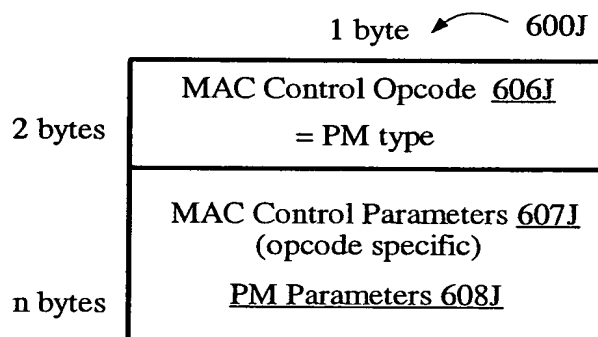 1 byte 600J
MAC Control Opcode 606J
2 bytes
= PM type
MAC Control Parameters 607J
(opcode specific)
n bytes
PM Parameters 608J